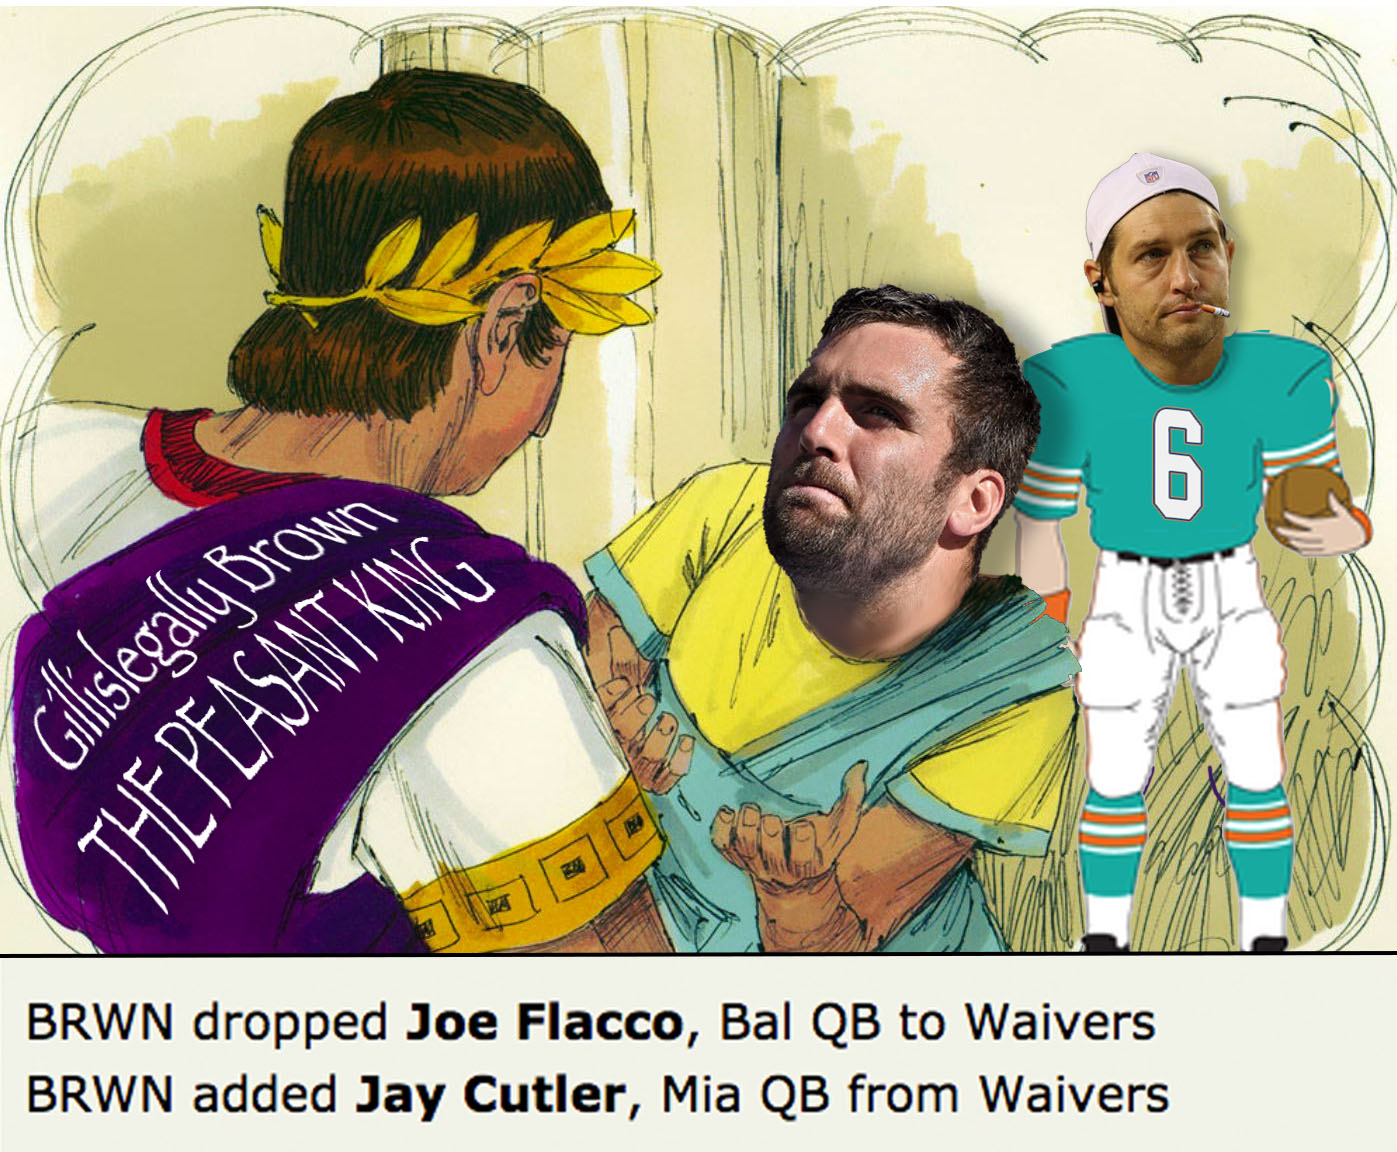 Gillislegally Brown
THE PEASANT KING
6
BRWN dropped Joe Flacco, Bal QB to Waivers
BRWN added Jay Cutler, Mia QB from Waivers